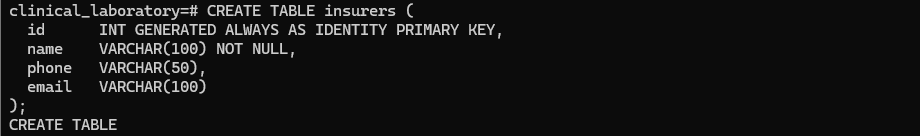 clinical_laboratory=# CREATE TABLE insurers (
  id      INT GENERATED ALWAYS AS IDENTITY PRIMARY KEY,
  name    VARCHAR(100) NOT NULL,
  phone   VARCHAR(50),
  email   VARCHAR(100)
);
CREATE TABLE